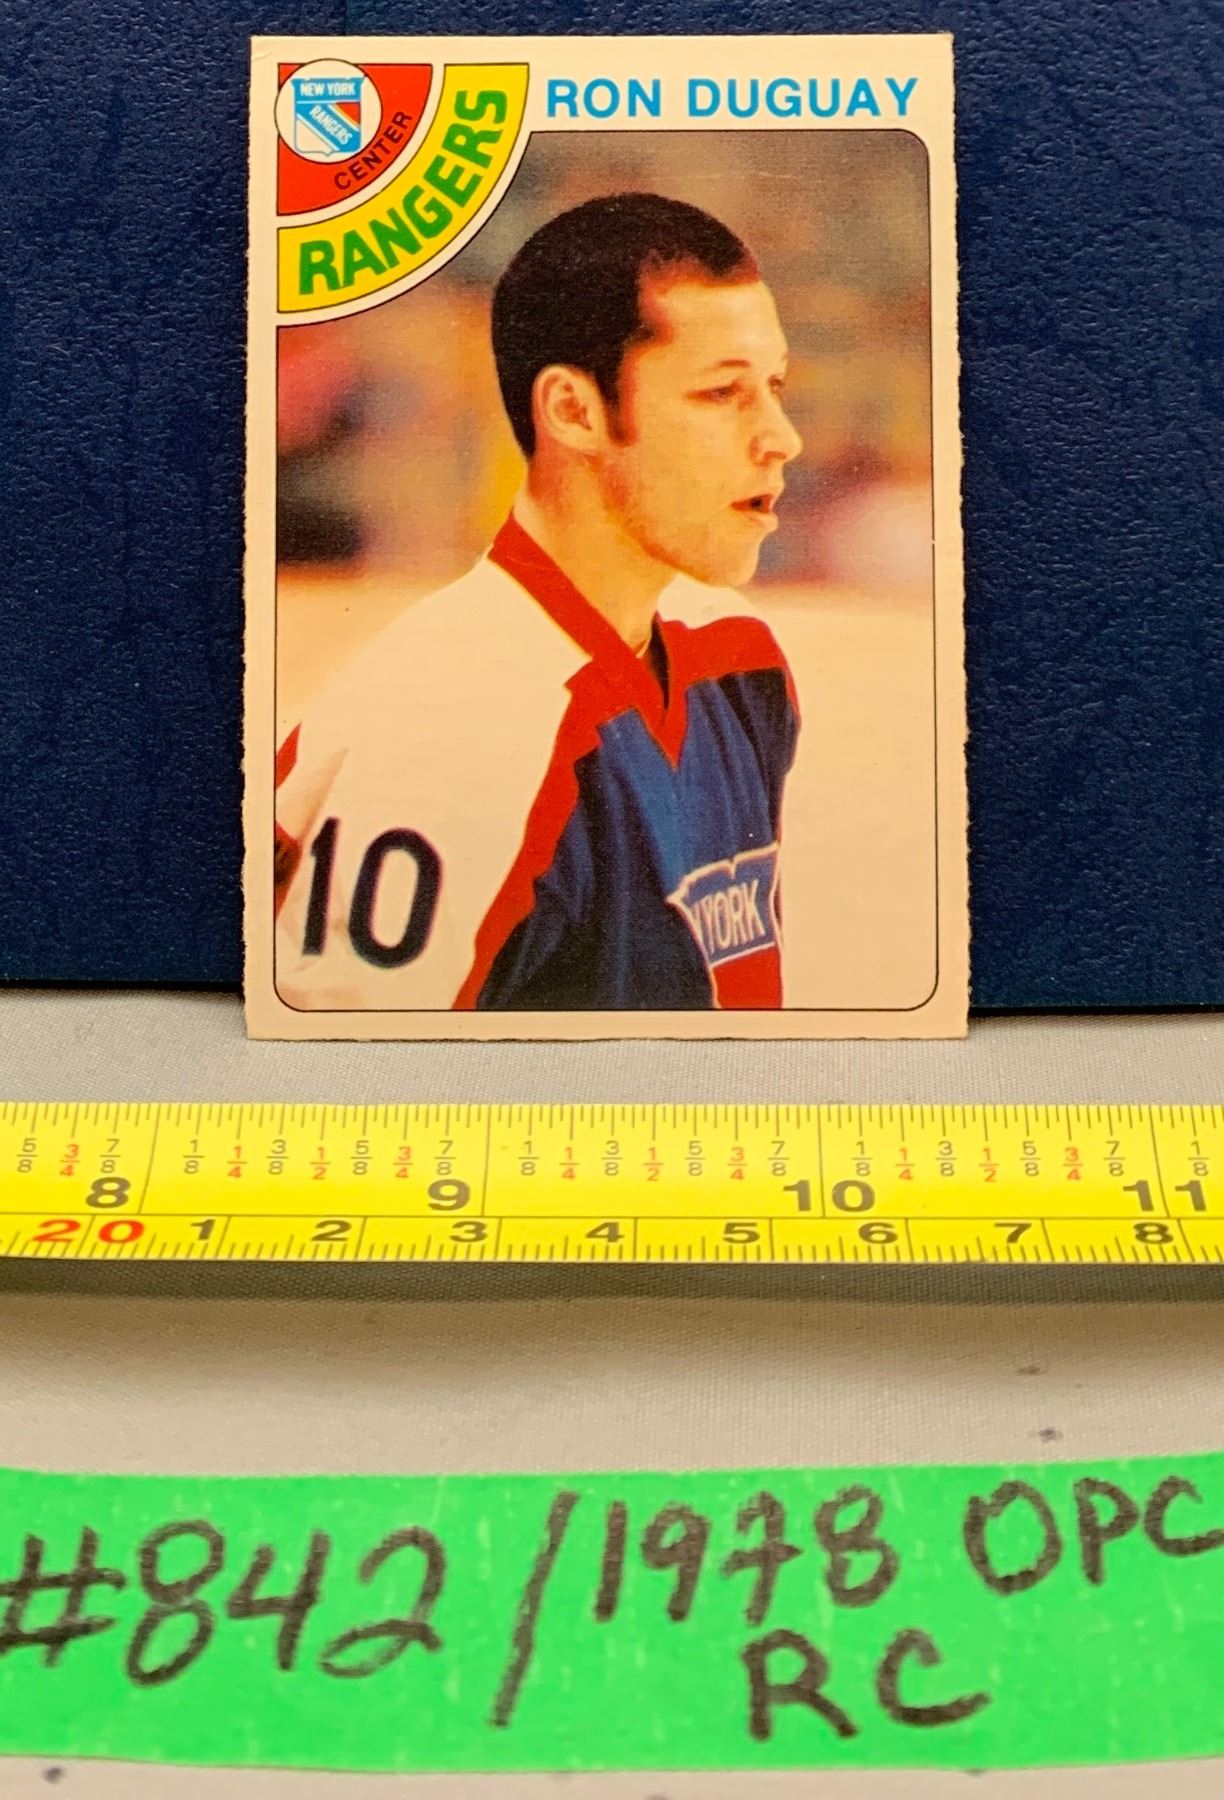 NEW YORK
RANGERS
CENTER
RANGERS
RON DUGUAY
10
YORK
5/8 3/4 7/8 1/8 1/4 3/8 1/2 5/8 3/4 7/8 1/8 1/4 3/8 1/2 5/8 3/4 7/8 1/8 1/4 3/8 1/2 5/8 3/4 7/8 1/8
8 9 10 11
20 1 2 3 4 5 6 7 8
#842/1978 OPC
RC